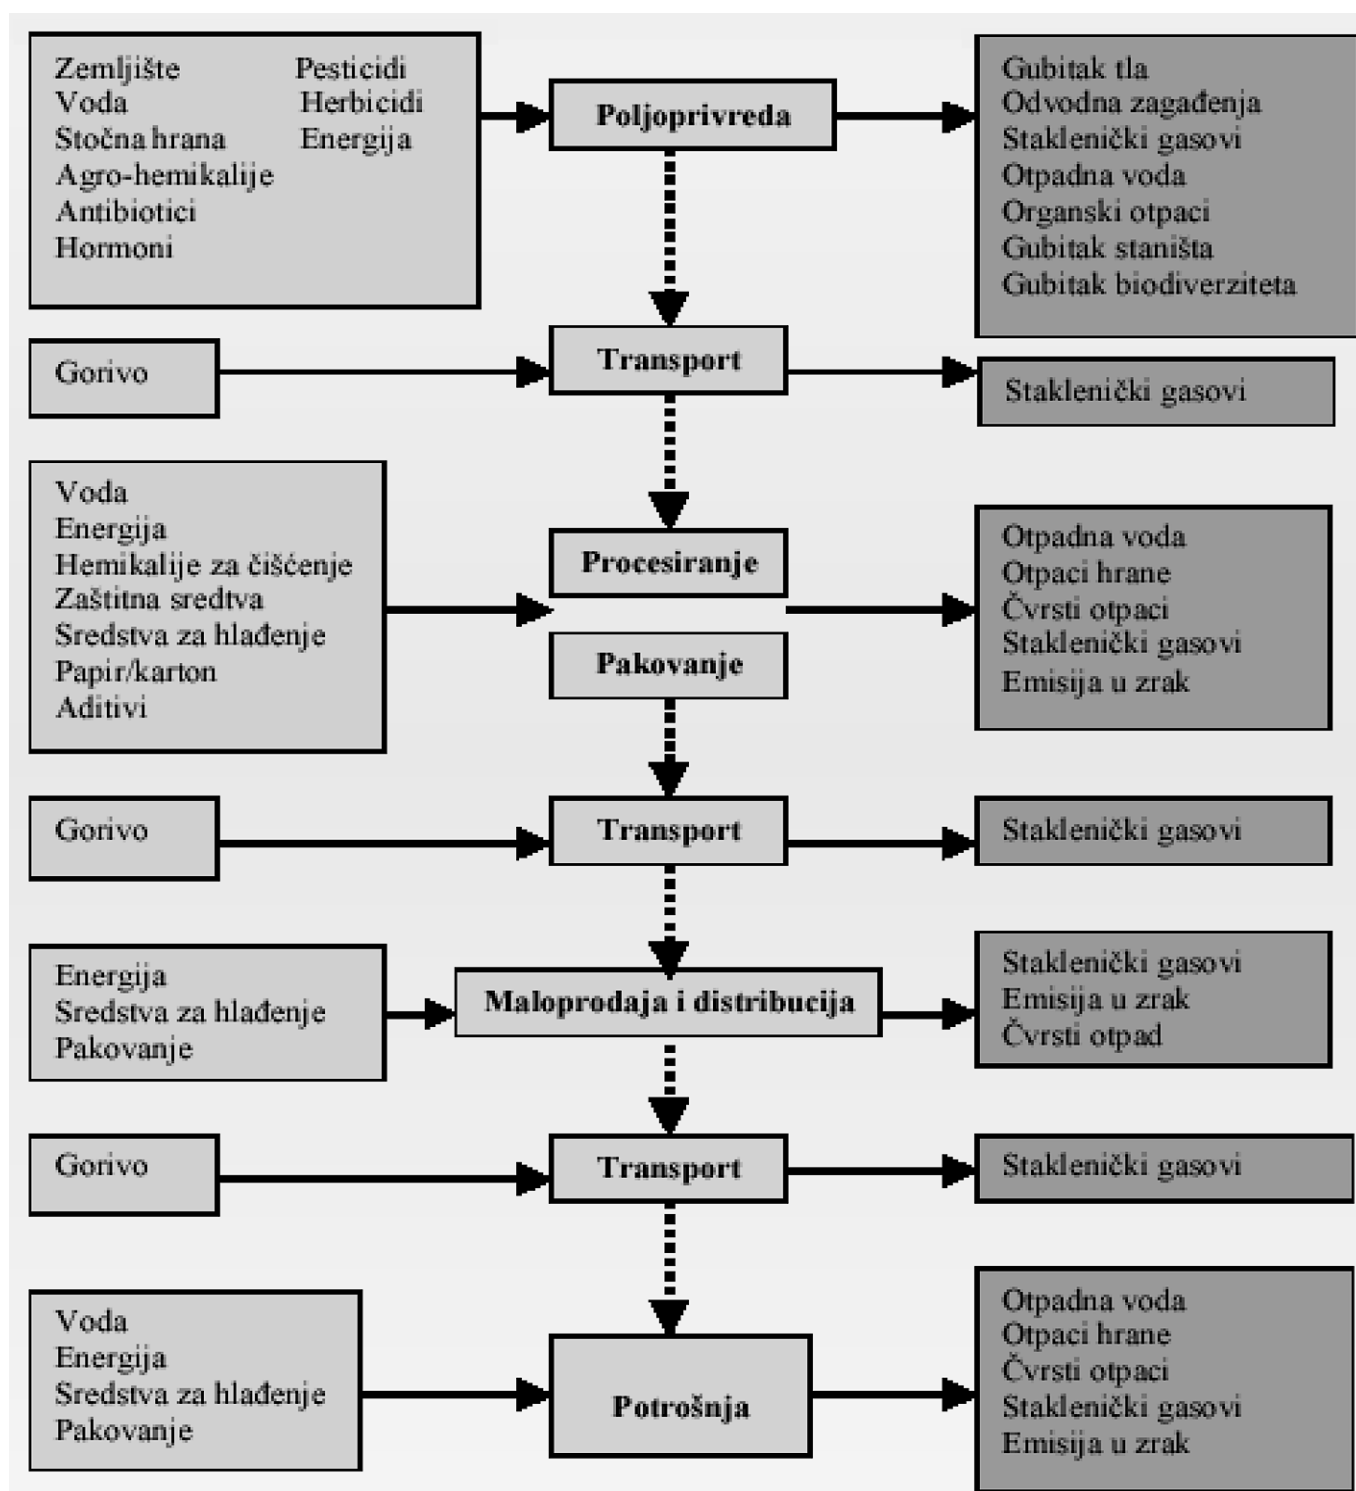 Zemljište Pesticidi
Voda Herbicidi
Stočna hrana Energija
Agro-hemikalije
Antibiotici
Hormoni
Poljoprivreda
Gubitak tla
Odvodna zagađenja
Staklenički gasovi
Otpadna voda
Organski otpaci
Gubitak staništa
Gubitak biodiverziteta
Gorivo
Transport
Staklenički gasovi
Voda
Energija
Hemikalije za čišćenje
Zaštitna sredtva
Sredstva za hlađenje
Papir/karton
Aditivi
Procesiranje
Pakovanje
Otpadna voda
Otpaci hrane
Čvrsti otpaci
Staklenički gasovi
Emisija u zrak
Gorivo
Transport
Staklenički gasovi
Energija
Sredstva za hlađenje
Pakovanje
Maloprodaja i distribucija
Staklenički gasovi
Emisija u zrak
Čvrsti otpad
Gorivo
Transport
Staklenički gasovi
Voda
Energija
Sredstva za hlađenje
Pakovanje
Potrošnja
Otpadna voda
Otpaci hrane
Čvrsti otpaci
Staklenički gasovi
Emisija u zrak